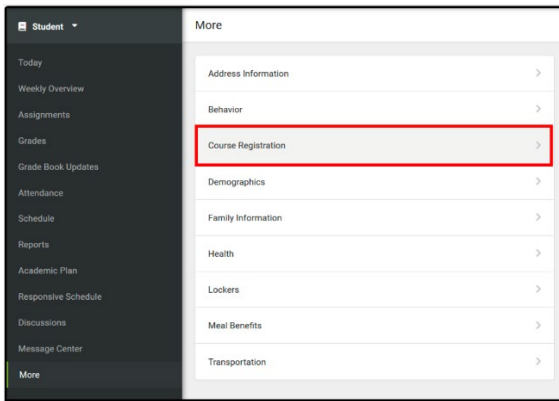 Student
Today
Weekly Overview
Assignments
Grades
Grade Book Updates
Attendance
Schedule
Reports
Academic Plan
Responsive Schedule
Discussions
Message Center
More
More
Address Information
Behavior
Course Registration
Demographics
Family Information
Health
Lockers
Meal Benefits
Transportation